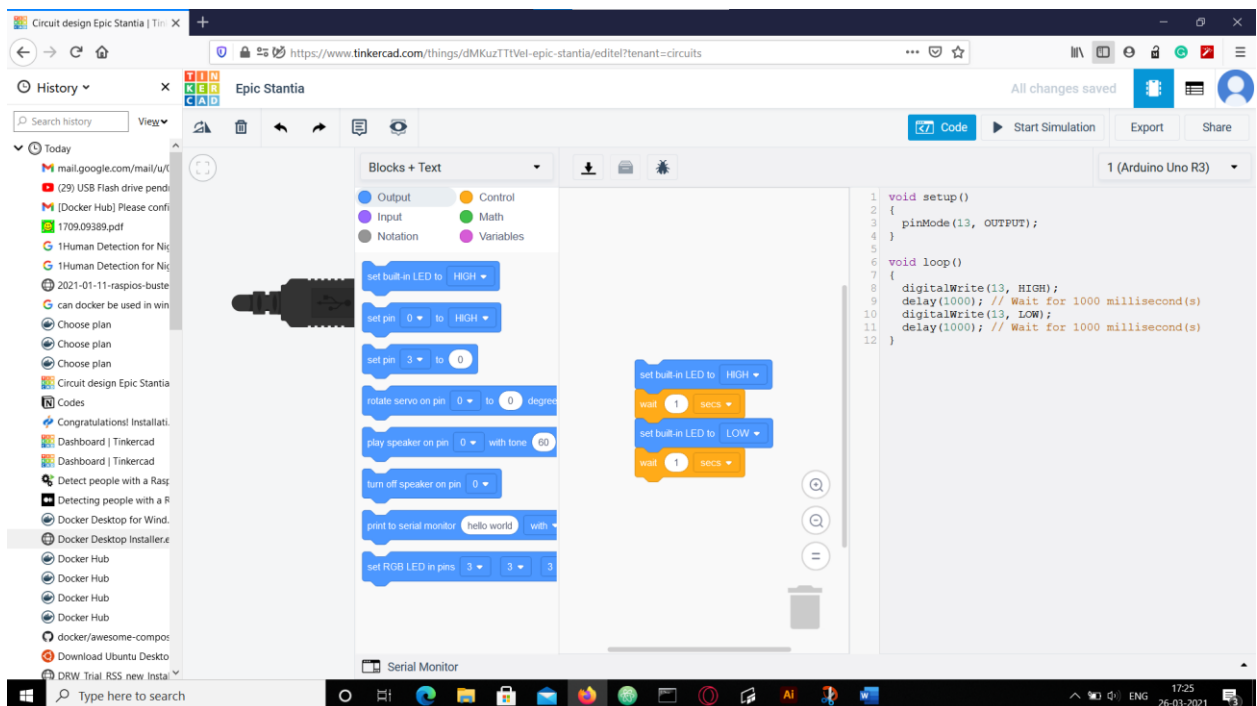 Circuit design Epic Stantia | Tin
https://www.tinkercad.com/things/dMKuzTTtVeI-epic-stantia/editel?tenant=circuits
History
TINKERCAD
Epic Stantia
All changes saved
Search history
View
Code
Start Simulation
Export
Share
Today
mail.google.com/mail/u/0
(29) USB Flash drive pendi
[Docker Hub] Please confi
1709.09389.pdf
1Human Detection for Nig
1Human Detection for Nig
2021-01-11-raspios-buste
can docker be used in win
Choose plan
Choose plan
Choose plan
Circuit design Epic Stantia
Codes
Congratulations! Installati.
Dashboard | Tinkercad
Dashboard | Tinkercad
Detect people with a Rasp
Detecting people with a R
Docker Desktop for Wind.
Docker Desktop Installer.e
Docker Hub
Docker Hub
Docker Hub
Docker Hub
docker/awesome-compos
Download Ubuntu Deskto
DRW Trial RSS new Instal
Blocks + Text
1 (Arduino Uno R3)
Output
Control
Input
Math
Notation
Variables
set built-in LED to HIGH
set pin 0 to HIGH
set pin 3 to 0
rotate servo on pin 0 to 0 degree
play speaker on pin 0 with tone 60
turn off speaker on pin 0
print to serial monitor hello world with
set RGB LED in pins 3 3 3
set built-in LED to HIGH
wait 1 secs
set built-in LED to LOW
wait 1 secs
1 void setup()
2 {
3 pinMode(13, OUTPUT);
4 }
5
6 void loop()
7 {
8 digitalWrite(13, HIGH);
9 delay(1000); // Wait for 1000 millisecond(s)
10 digitalWrite(13, LOW);
11 delay(1000); // Wait for 1000 millisecond(s)
12 }
Serial Monitor
Type here to search
Ai
ENG
17:25
26-03-2021
3